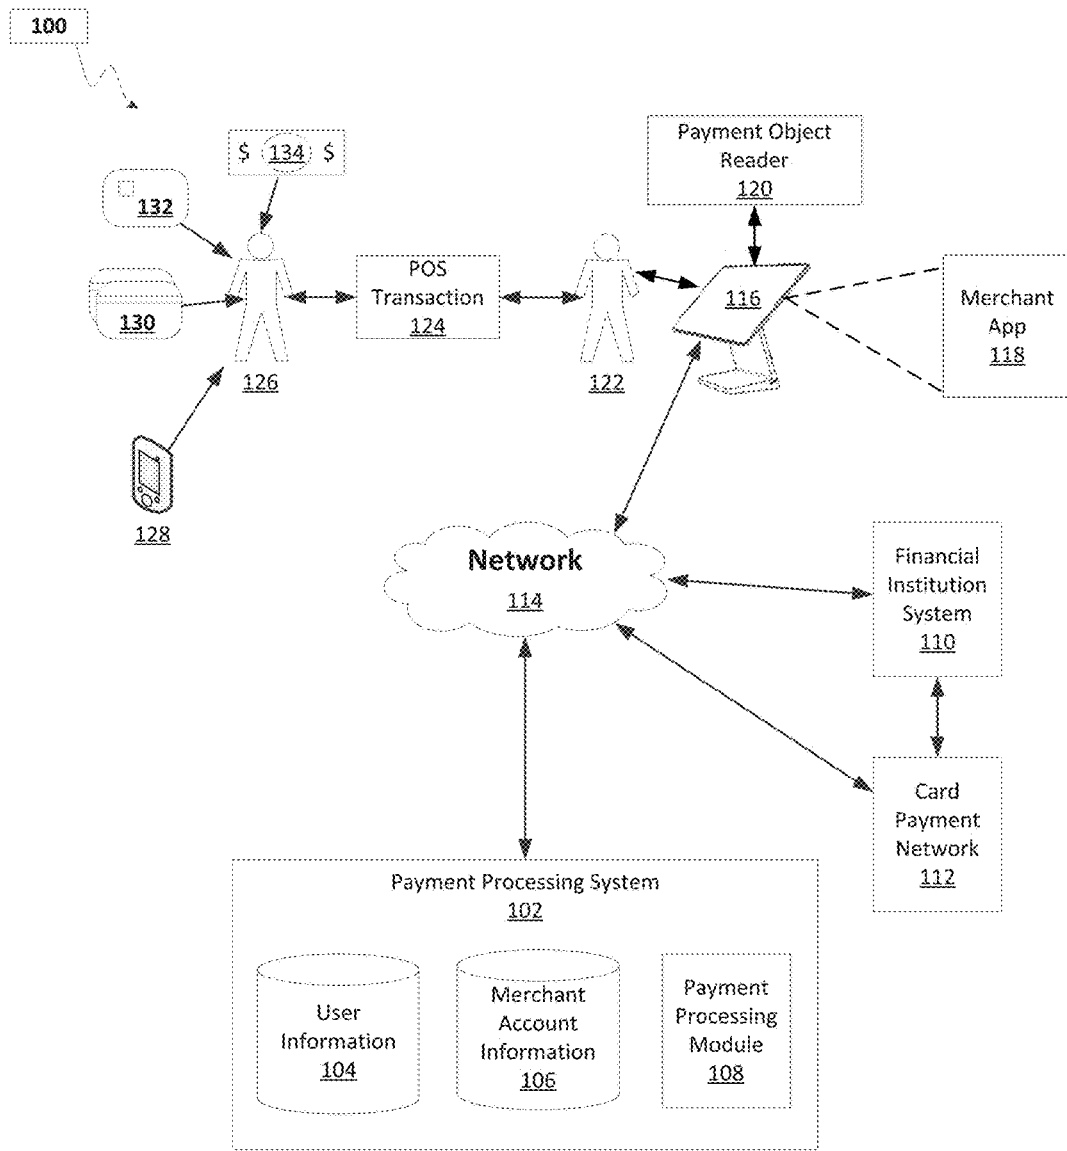 100
$ 134 $
132
130
126
128
POS
Transaction
124
122
Payment Object
Reader
120
116
Merchant
App
118
Network
114
Financial
Institution
System
110
Card
Payment
Network
112
Payment Processing System
102
User
Information
104
Merchant
Account
Information
106
Payment
Processing
Module
108